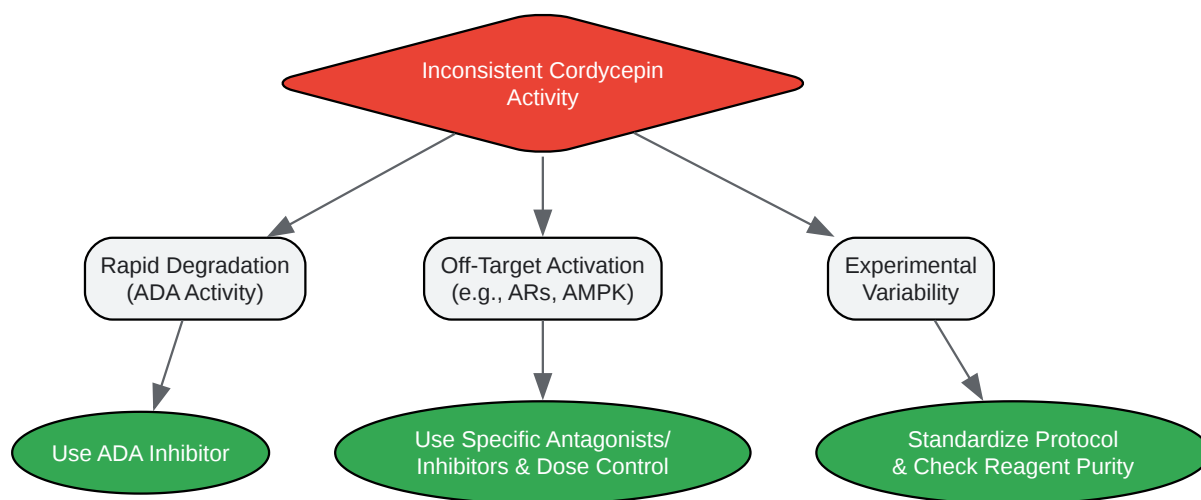 Inconsistent Cordycepin
Activity
Rapid Degradation
(ADA Activity)
Off-Target Activation
(e.g., ARs, AMPK)
Experimental
Variability
Use ADA Inhibitor
Use Specific Antagonists/
Inhibitors & Dose Control
Standardize Protocol
& Check Reagent Purity